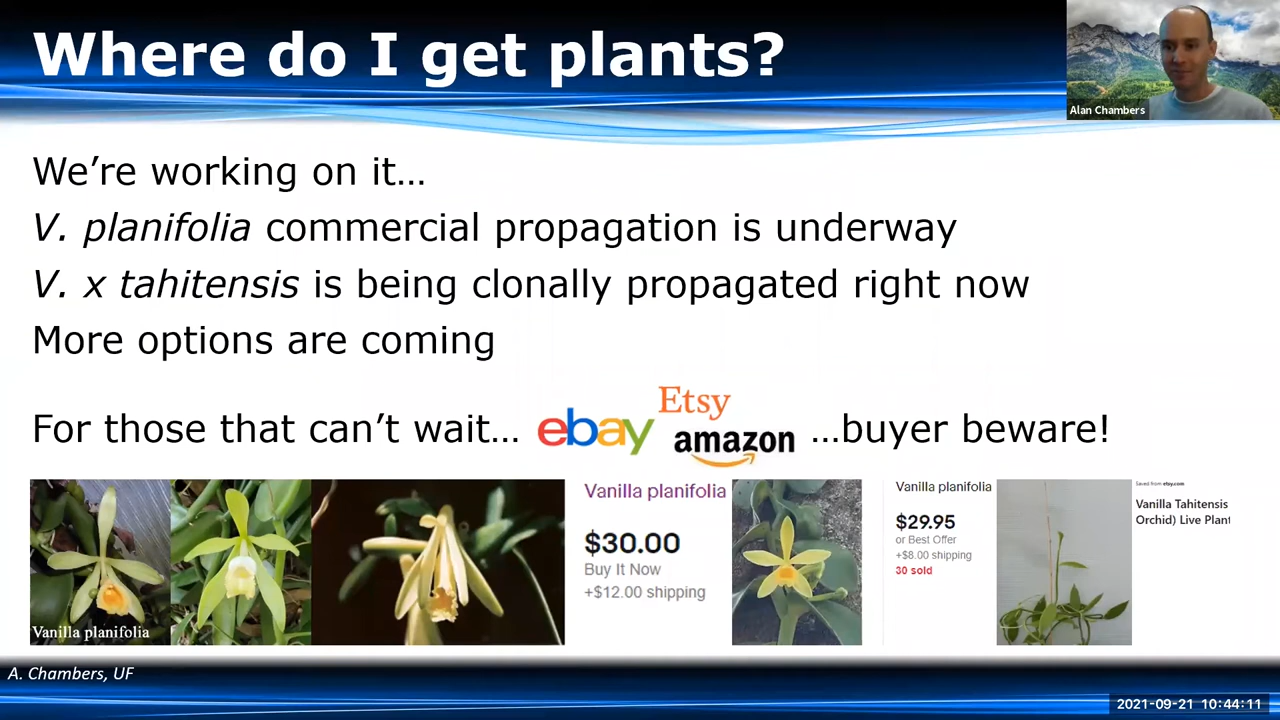 Where do I get plants?
Alan Chambers
We're working on it…
V. planifolia commercial propagation is underway
V. x tahitensis is being clonally propagated right now
More options are coming
For those that can't wait… ebay Etsy amazon …buyer beware!
Vanilla planifolia
Vanilla planifolia
$30.00
Buy It Now
+$12.00 shipping
Vanilla planifolia
$29.95
or Best Offer
+$8.00 shipping
30 sold
Saved from etsy.com
Vanilla Tahitensis
Orchid) Live Plant
A. Chambers, UF
2021-09-21 10:44:11